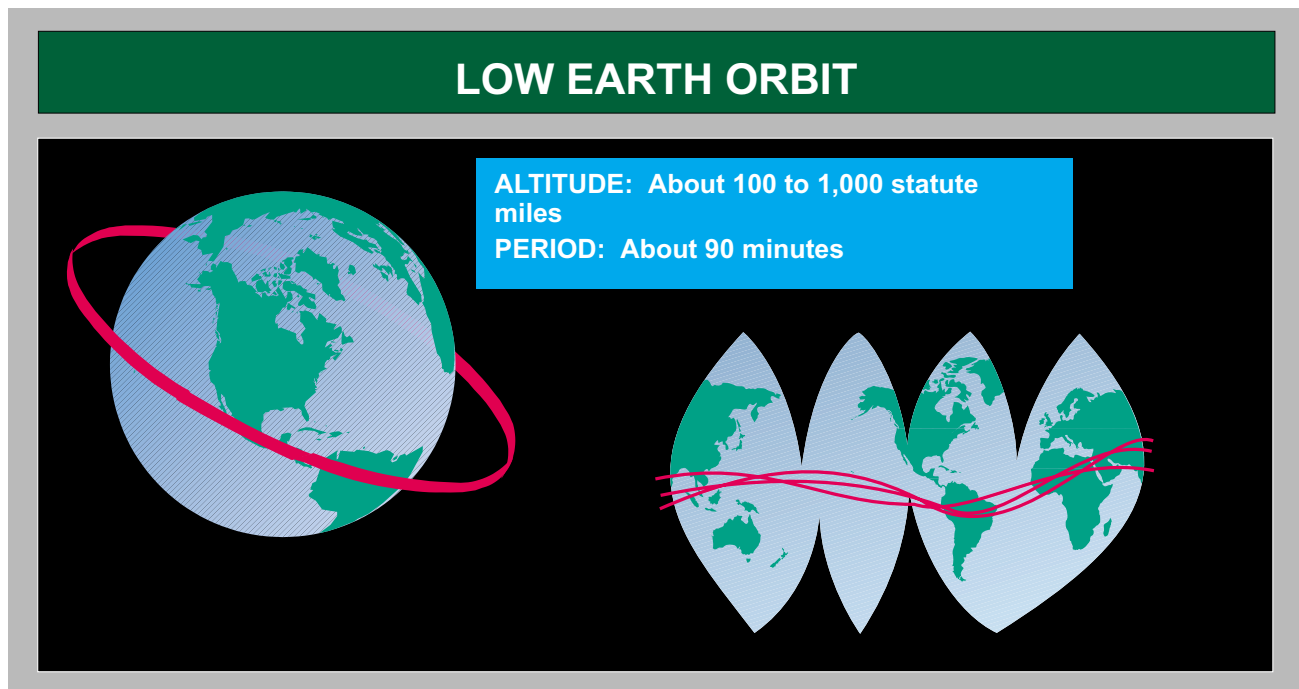 LOW EARTH ORBIT
ALTITUDE: About 100 to 1,000 statute
miles
PERIOD: About 90 minutes